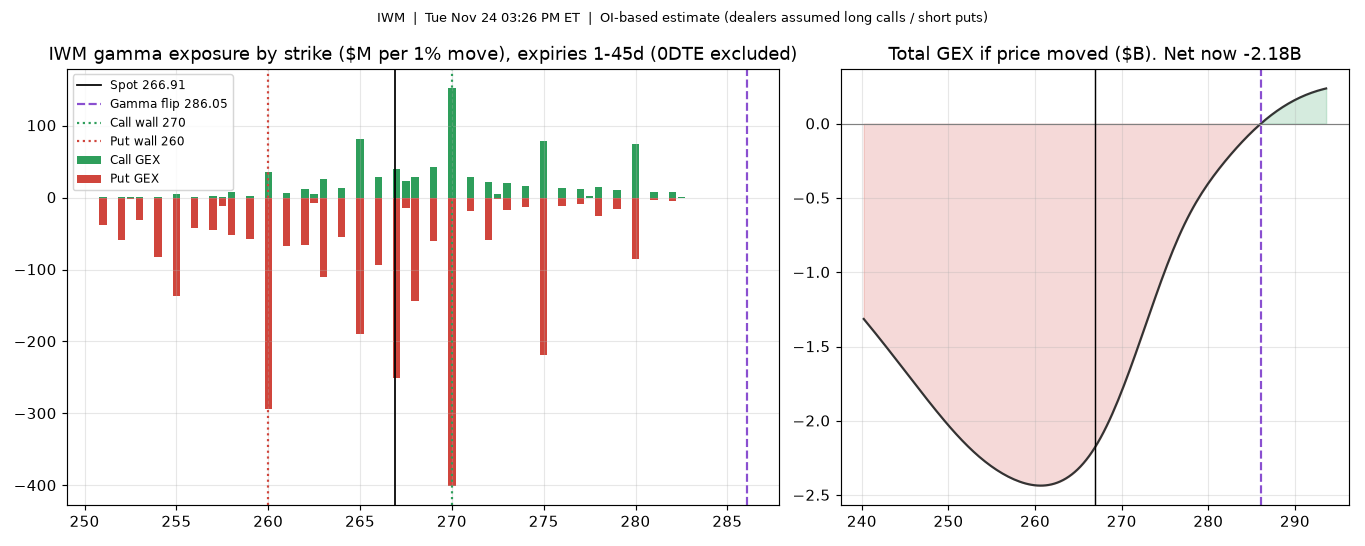 IWM | Tue Nov 24 03:26 PM ET | OI-based estimate (dealers assumed long calls / short puts)
IWM gamma exposure by strike ($M per 1% move), expiries 1-45d (0DTE excluded)
Spot 266.91
Gamma flip 286.05
Call wall 270
Put wall 260
Call GEX
Put GEX
100
0
−100
−200
−300
−400
250 255 260 265 270 275 280 285
Total GEX if price moved ($B). Net now -2.18B
0.0
−0.5
−1.0
−1.5
−2.0
−2.5
240 250 260 270 280 290